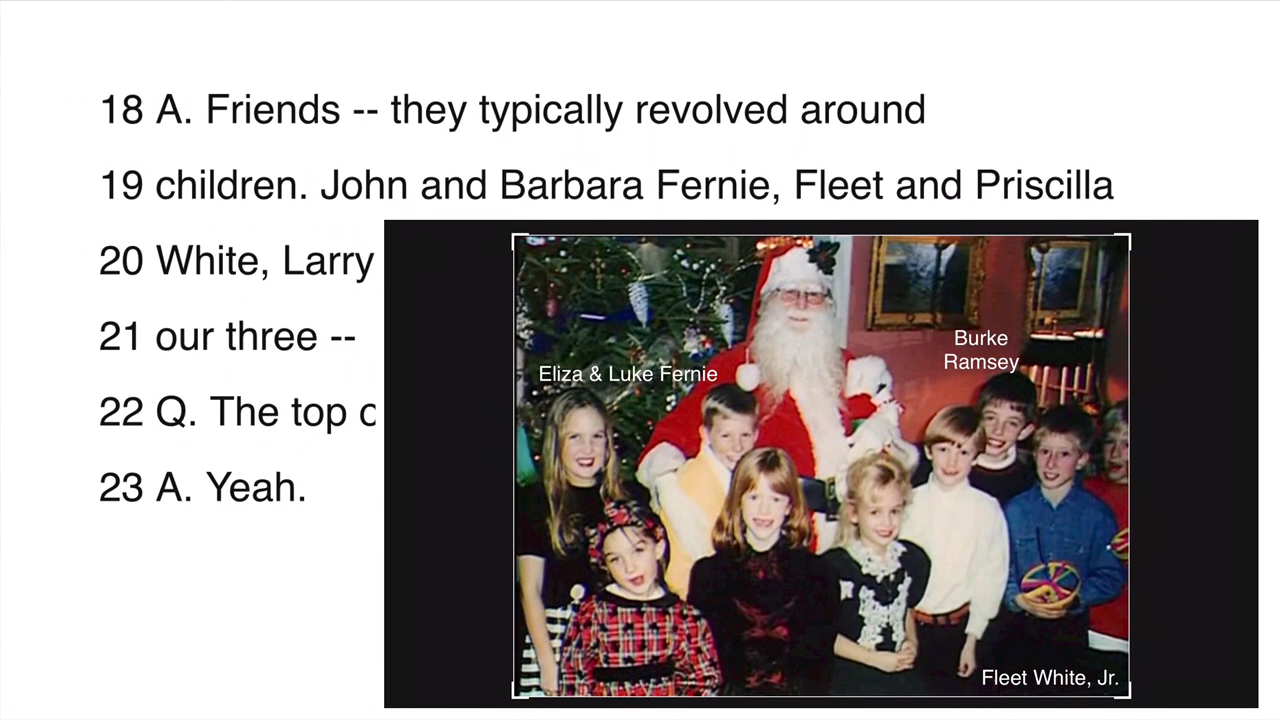 18 A. Friends -- they typically revolved around
19 children. John and Barbara Fernie, Fleet and Priscilla
20 White, Larry
21 our three --
22 Q. The top
23 A. Yeah.
Eliza & Luke Fernie
Burke
Ramsey
Fleet White, Jr.